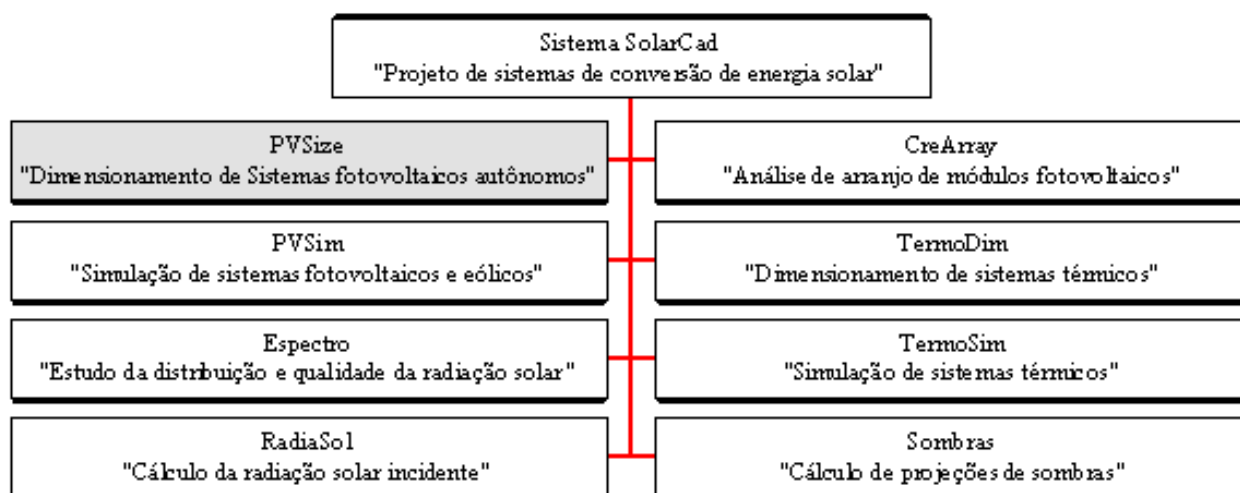 Sistema SolarCad
"Projeto de sistemas de conversão de energia solar"
PVSize
"Dimensionamento de Sistemas fotovoltaicos autônomos"
CreArray
"Análise de arranjo de módulos fotovoltaicos"
PVSim
"Simulação de sistemas fotovoltaicos e eólicos"
TermoDim
"Dimensionamento de sistemas térmicos"
Espectro
"Estudo da distribuição e qualidade da radiação solar"
TermoSim
"Simulação de sistemas térmicos"
RadiaSol
"Cálculo da radiação solar incidente"
Sombras
"Cálculo de projeções de sombras"